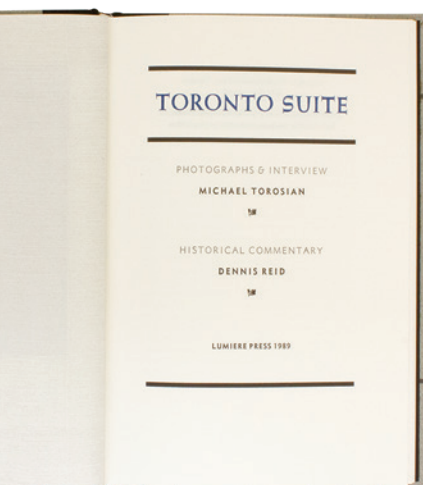 TORONTO SUITE
PHOTOGRAPHS & INTERVIEW
MICHAEL TOROSIAN
HISTORICAL COMMENTARY
DENNIS REID
LUMIERE PRESS 1989